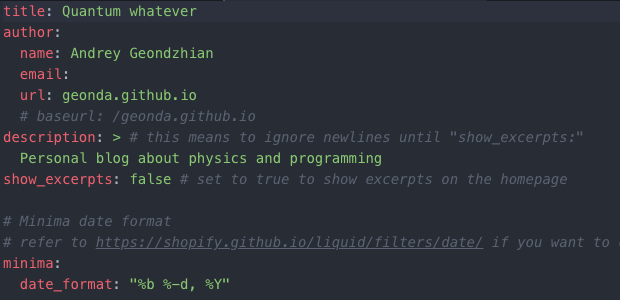 title: Quantum whatever
author:
  name: Andrey Geondzhian
  email:
  url: geonda.github.io
  # baseurl: /geonda.github.io
description: > # this means to ignore newlines until "show_excerpts:"
  Personal blog about physics and programming
show_excerpts: false # set to true to show excerpts on the homepage
# Minima date format
# refer to https://shopify.github.io/liquid/filters/date/ if you want to
minima:
  date_format: "%b %-d, %Y"